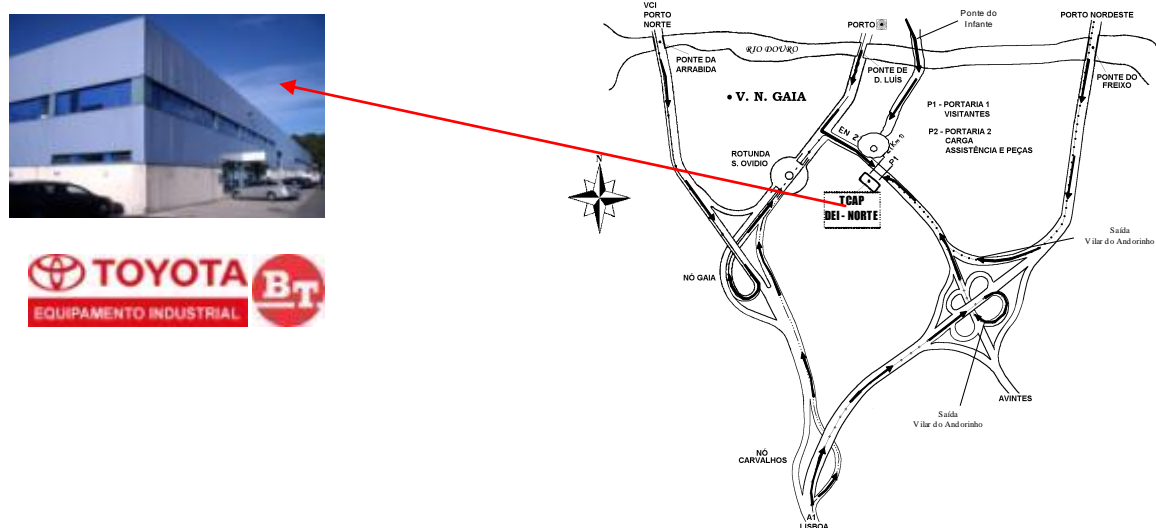 VCI
PORTO
NORTE
PORTO
Ponte do
Infante
PORTO NORDESTE
RIO DOURO
PONTE DA
ARRABIDA
PONTE DE
D. LUÍS
PONTE DO
FREIXO
V. N. GAIA
P1 - PORTARIA 1
VISITANTES
P2 - PORTARIA 2
CARGA
ASSISTÊNCIA E PEÇAS
EN 2
P1
ROTUNDA
S. OVIDIO
N
TCAP
DEI - NORTE
Saída
Vilar do Andorinho
TOYOTA
BT
EQUIPAMENTO INDUSTRIAL
NÓ GAIA
AVINTES
Saída
Vilar do Andorinho
NÓ
CARVALHOS
A1
LISBOA